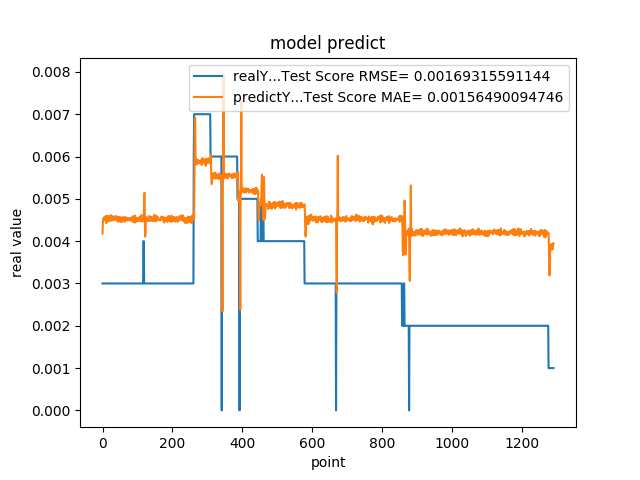 model predict
realY...Test Score RMSE= 0.00169315591144
predictY...Test Score MAE= 0.00156490094746
real value
0.008
0.007
0.006
0.005
0.004
0.003
0.002
0.001
0.000
0 200 400 600 800 1000 1200
point